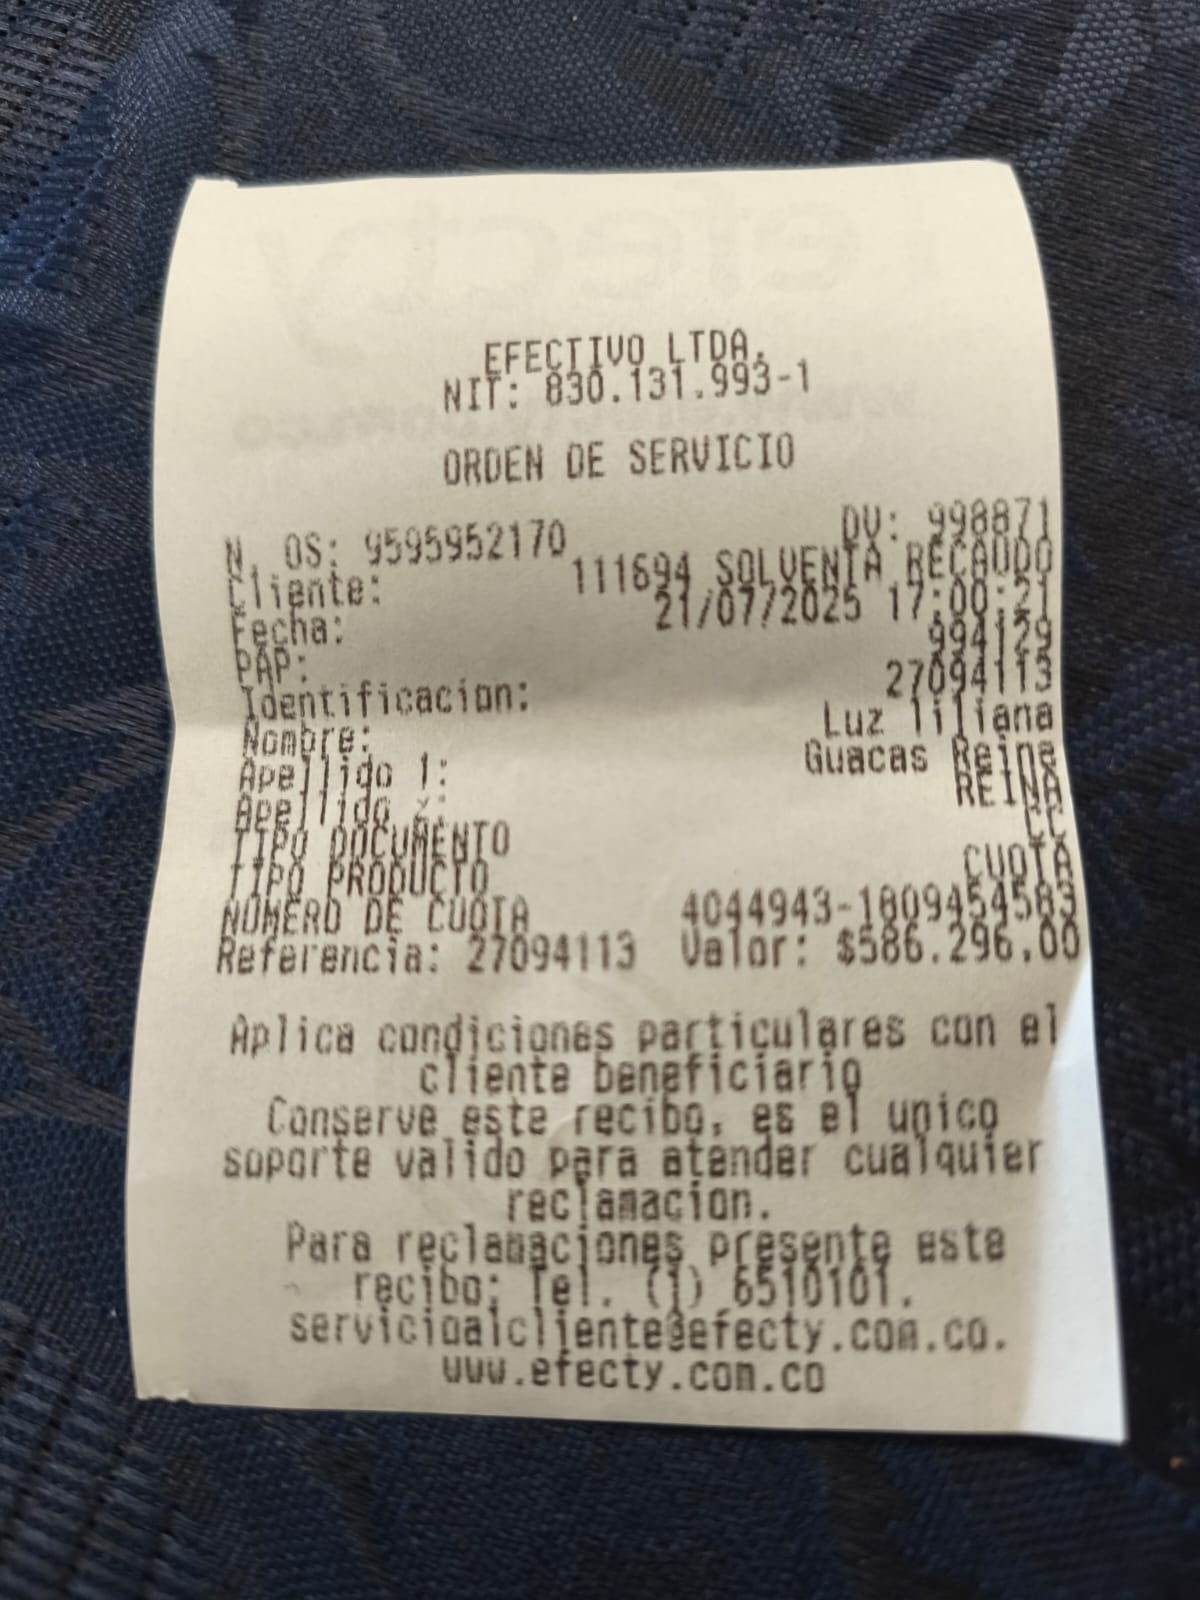 EFECTIVO LTDA.
NIT: 830.131.993-1
ORDEN DE SERVICIO
N. OS: 9595952170 DV: 998871
Cliente: 111694 SOLVENTA RECAUDO
Fecha: 21/07/2025 17:00:21
PAP: 994129
Identificacion: 27094113
Nombre: Luz liliana
Apellido 1: Guacas Reina
Apellido 2: REINA
TIPO DOCUMENTO CC
TIPO PRODUCTO CUOTA
NUMERO DE CUOTA 4044943-1809454583
Referencia: 27094113 Valor: $586.296,00
Aplica condiciones particulares con el
cliente beneficiario
Conserve este recibo, es el unico
soporte valido para atender cualquier
reclamacion.
Para reclamaciones presente este
recibo: Tel. (1) 6510101.
servicioalcliente@efecty.com.co.
www.efecty.com.co